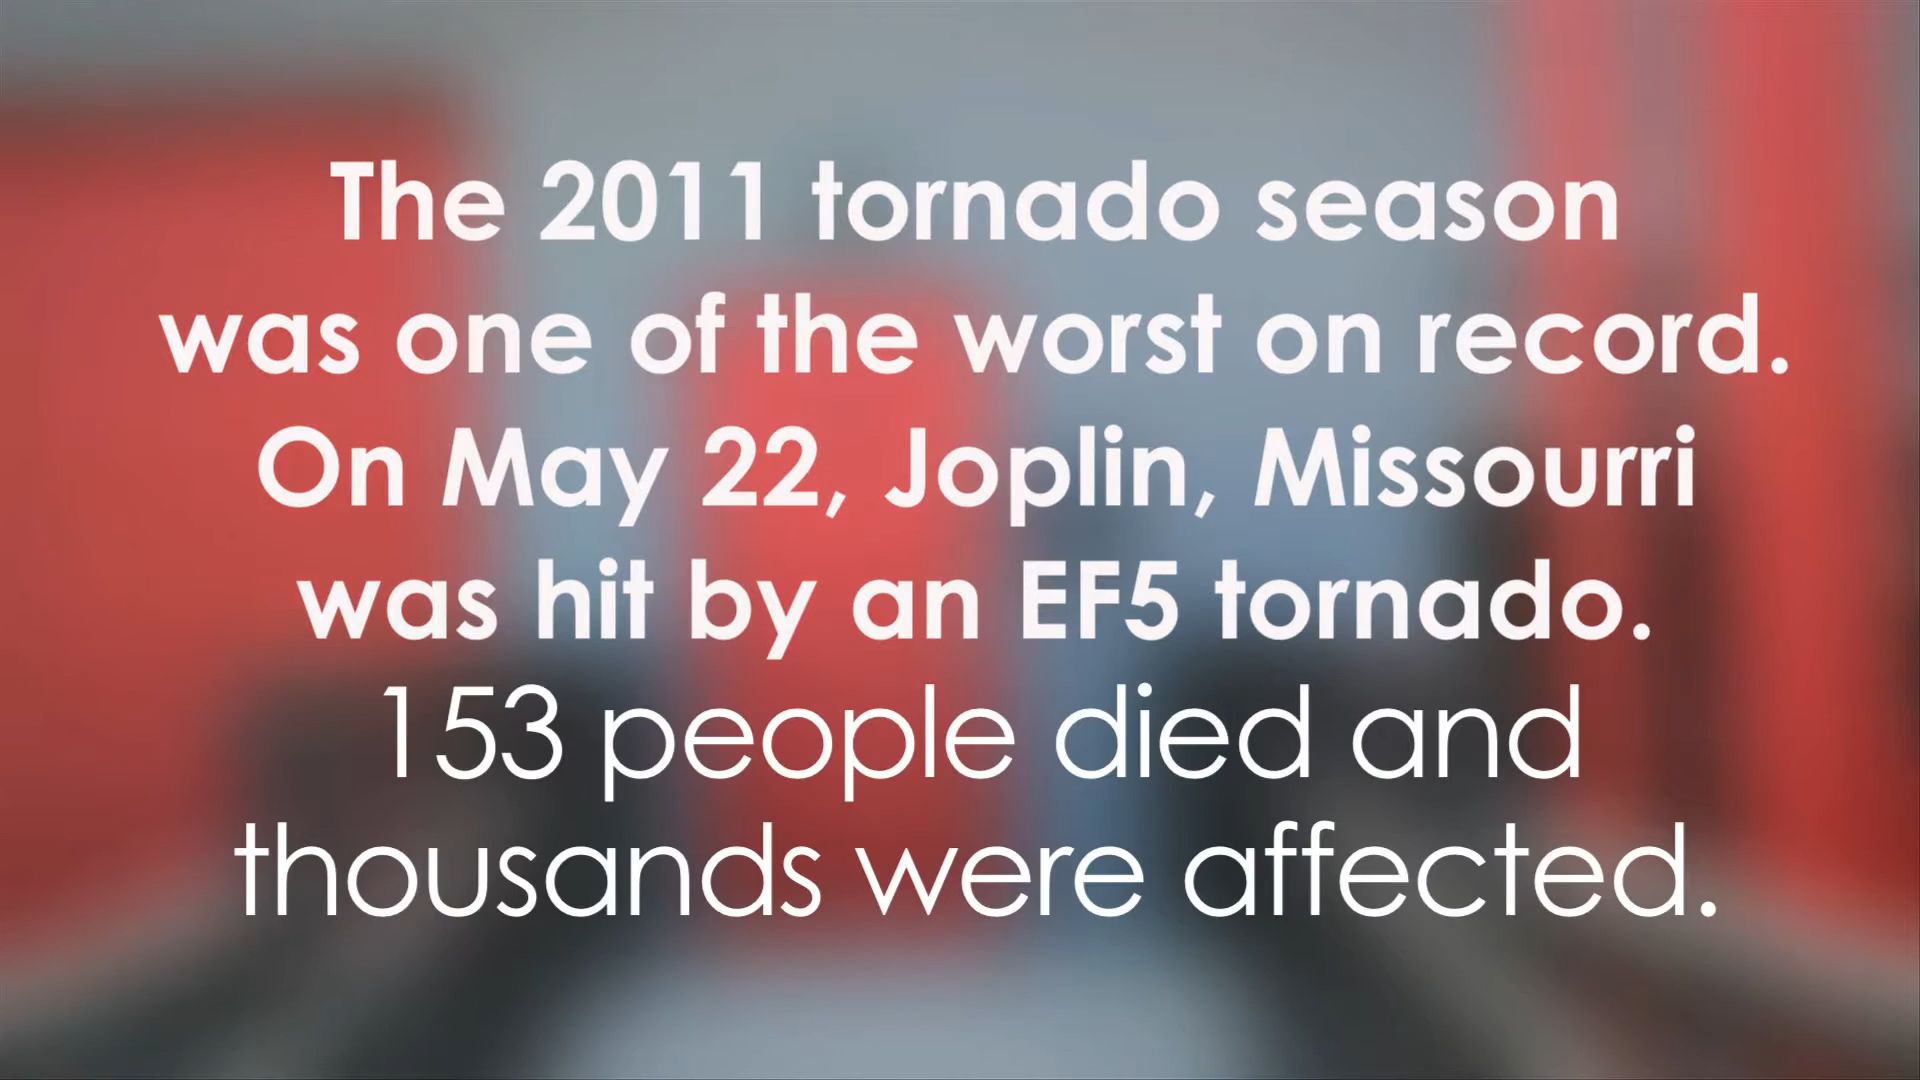 The 2011 tornado season
was one of the worst on record.
On May 22, Joplin, Missourri
was hit by an EF5 tornado.
153 people died and
thousands were affected.